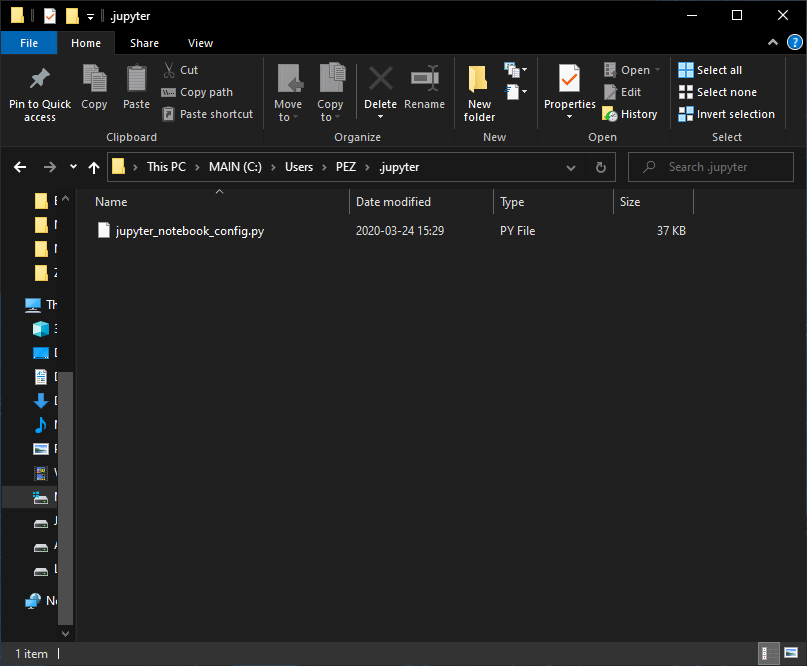 .jupyter
File Home Share View
Pin to Quick access
Copy
Paste
Cut
Copy path
Paste shortcut
Clipboard
Move to
Copy to
Delete
Rename
Organize
New folder
New
Properties
Open
Edit
History
Open
Select all
Select none
Invert selection
Select
This PC › MAIN (C:) › Users › PEZ › .jupyter
Search .jupyter
Name Date modified Type Size
jupyter_notebook_config.py 2020-03-24 15:29 PY File 37 KB
1 item